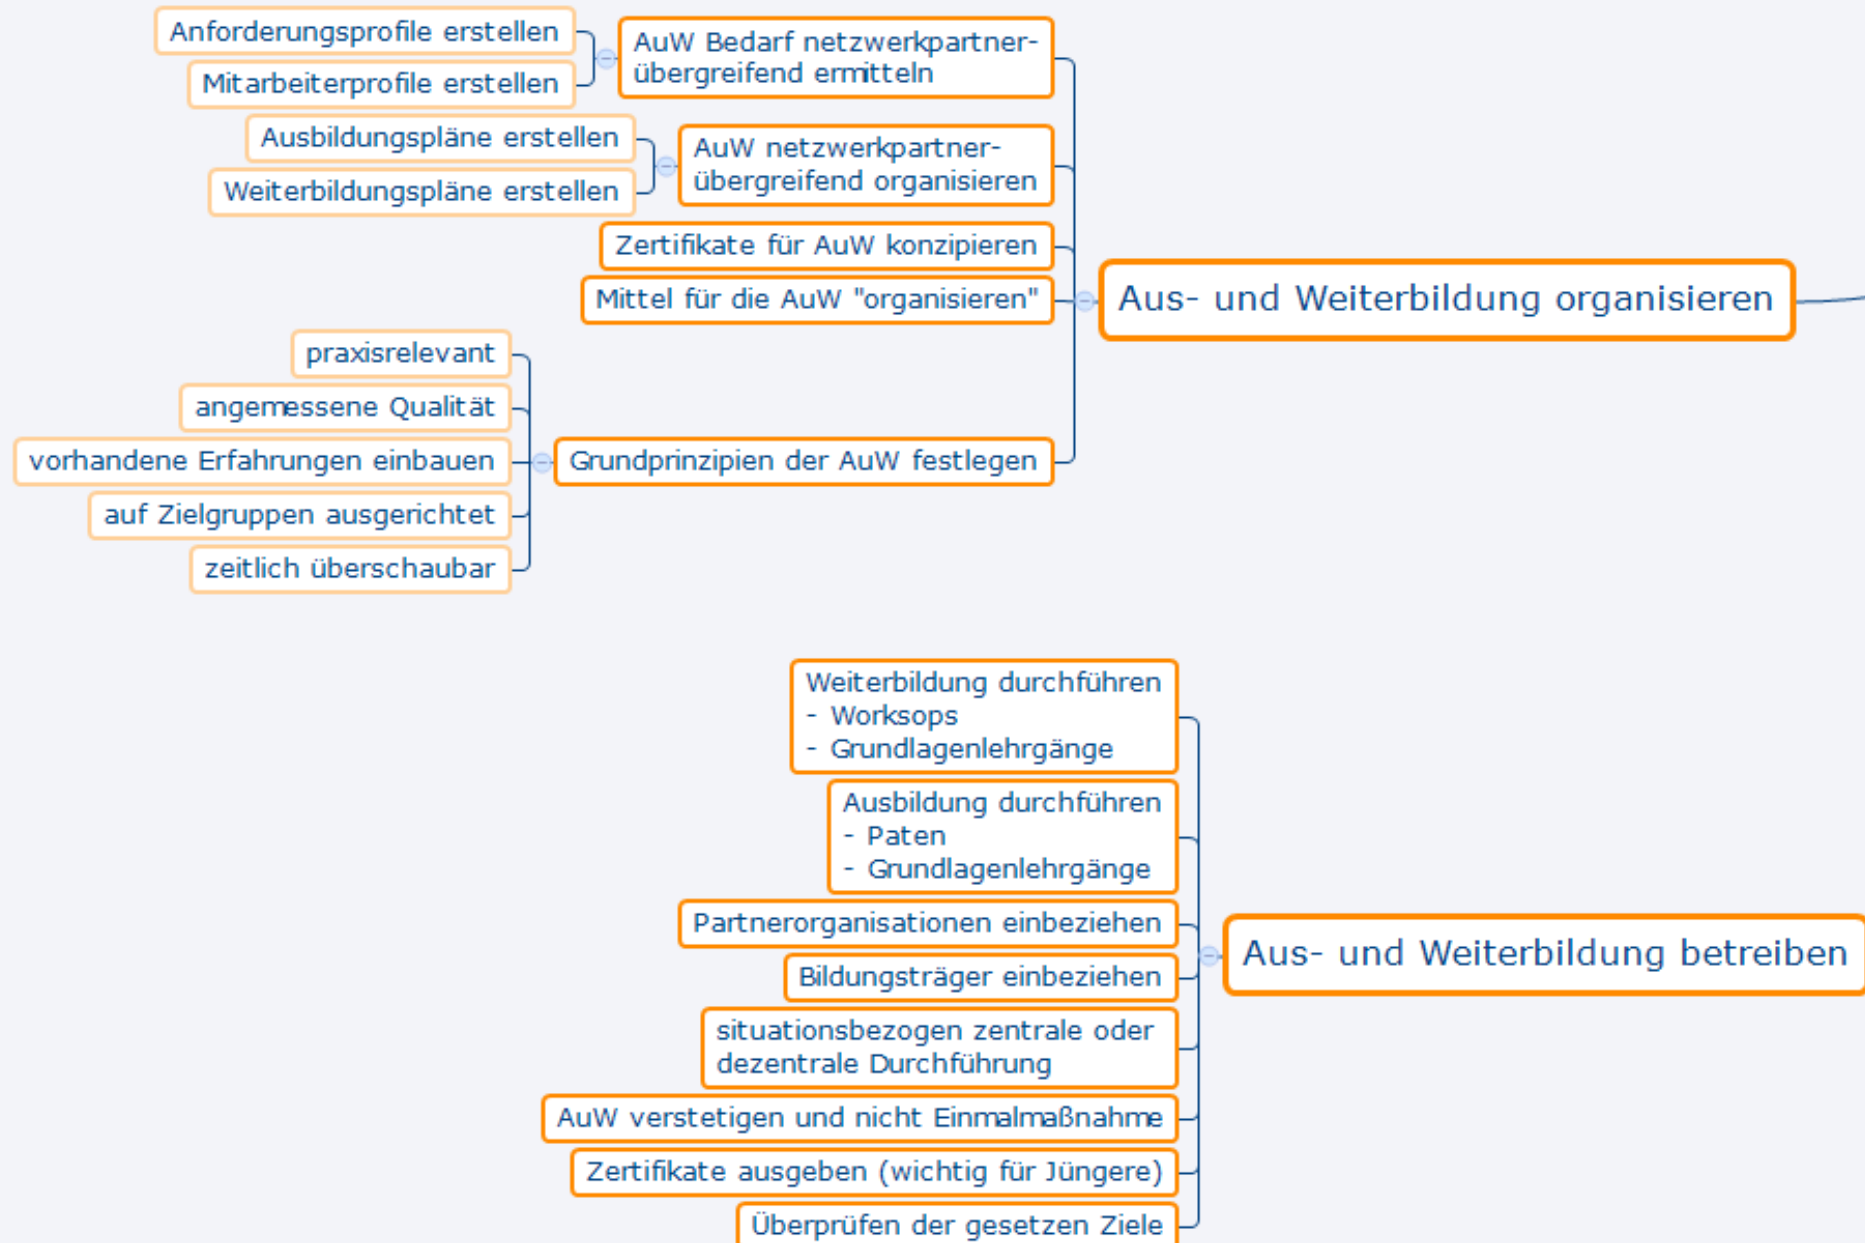 Anforderungsprofile erstellen
Mitarbeiterprofile erstellen
AuW Bedarf netzwerkpartner-
übergreifend ermitteln
Ausbildungspläne erstellen
Weiterbildungspläne erstellen
AuW netzwerkpartner-
übergreifend organisieren
Zertifikate für AuW konzipieren
Mittel für die AuW "organisieren"
Aus- und Weiterbildung organisieren
praxisrelevant
angemessene Qualität
vorhandene Erfahrungen einbauen
auf Zielgruppen ausgerichtet
zeitlich überschaubar
Grundprinzipien der AuW festlegen
Weiterbildung durchführen
- Worksops
- Grundlagenlehrgänge
Ausbildung durchführen
- Paten
- Grundlagenlehrgänge
Partnerorganisationen einbeziehen
Bildungsträger einbeziehen
situationsbezogen zentrale oder
dezentrale Durchführung
AuW verstetigen und nicht Einmalmaßnahme
Zertifikate ausgeben (wichtig für Jüngere)
Überprüfen der gesetzen Ziele
Aus- und Weiterbildung betreiben